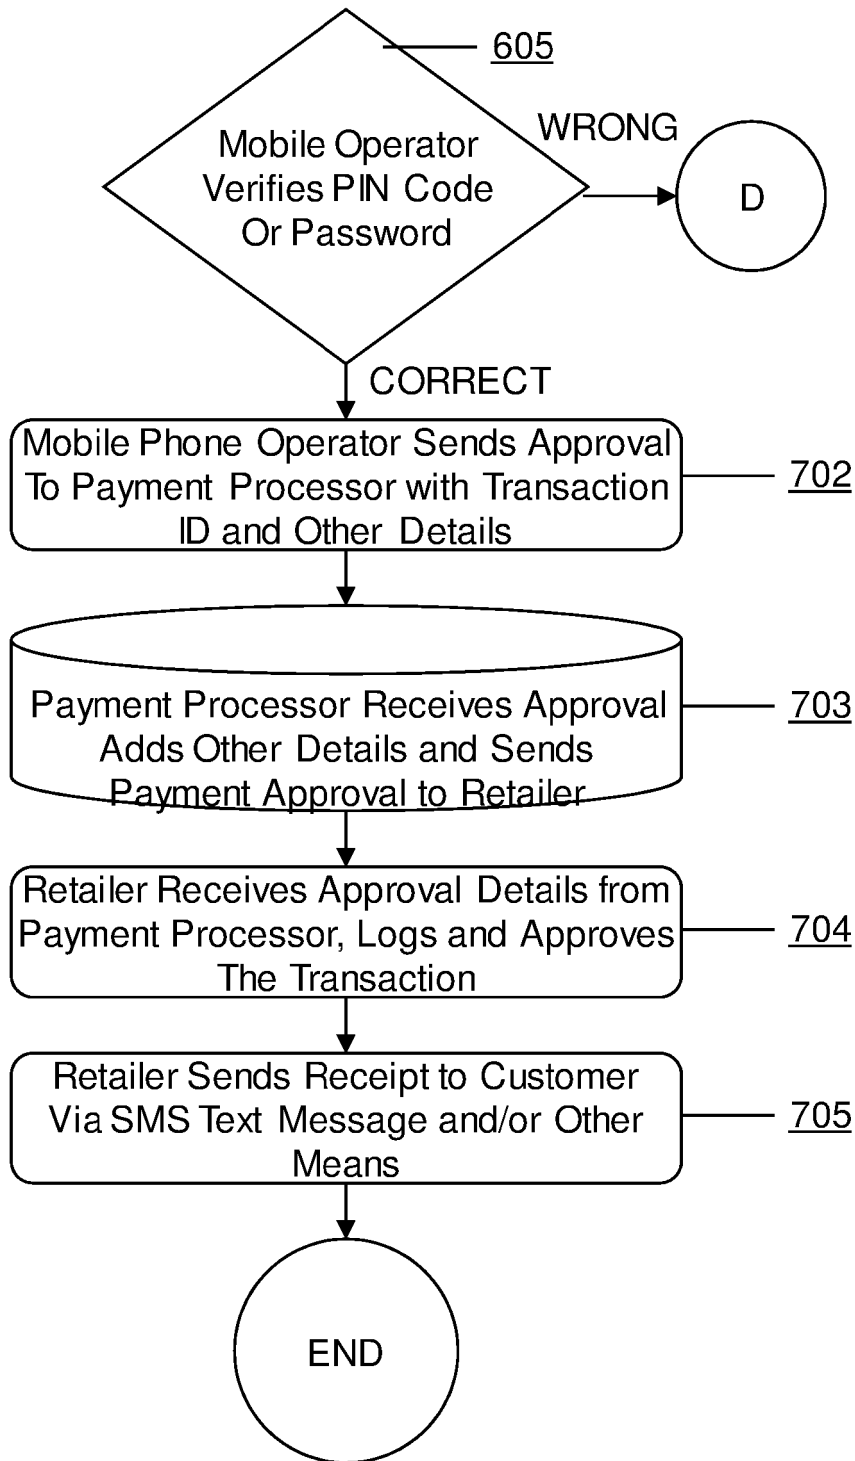 605
Mobile Operator
Verifies PIN Code
Or Password
WRONG
D
CORRECT
Mobile Phone Operator Sends Approval
To Payment Processor with Transaction
ID and Other Details
702
Payment Processor Receives Approval
Adds Other Details and Sends
Payment Approval to Retailer
703
Retailer Receives Approval Details from
Payment Processor, Logs and Approves
The Transaction
704
Retailer Sends Receipt to Customer
Via SMS Text Message and/or Other
Means
705
END